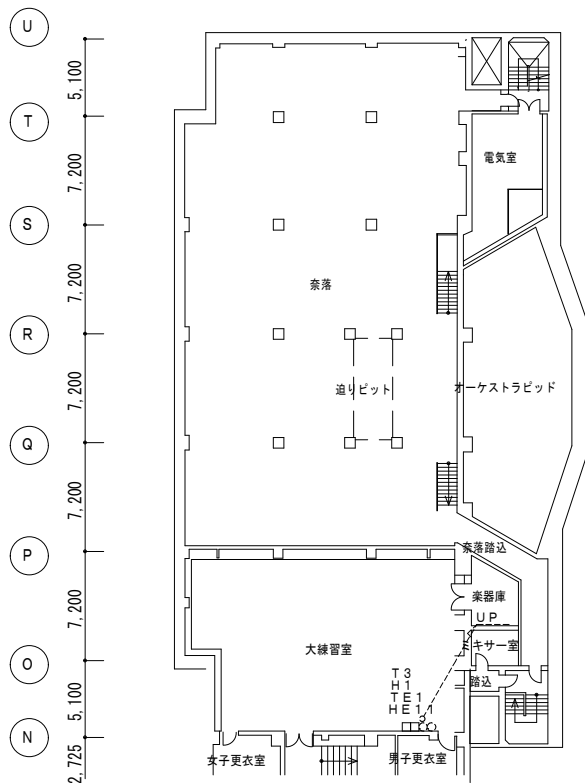 U
5,100
T
7,200
電気室
S
7,200
奈落
R
7,200
迫りピット
オーケストラピッド
Q
7,200
奈落踏込
P
7,200
楽器庫
UP
ミキサー室
大練習室
O
T3
H1
TE1
HE11
踏込
5,100
N
女子更衣室
男子更衣室
2,725